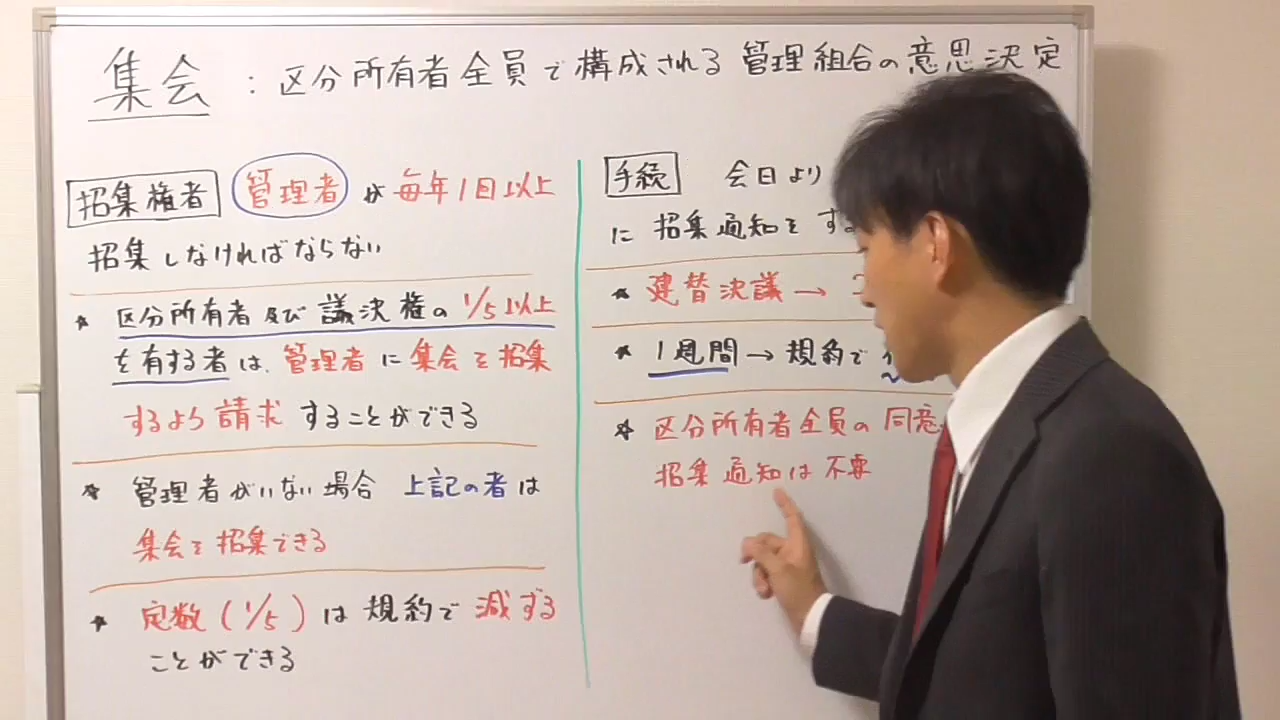 集会 : 区分所有者全員で構成される管理組合の意思決定
招集権者 管理者 が 毎年1回以上
招集しなければならない
★ 区分所有者及び議決権の1/5以上
を有する者は、管理者に集会を招集
するよう請求 することができる
★ 管理者がいない場合 上記の者は
集会を招集できる
★ 定数(1/5)は規約で減ずる
ことができる
手続 会日より
に招集通知を す
★ 建替決議→
★ 1週間→規約で
★ 区分所有者全員の同意
招集通知は不要